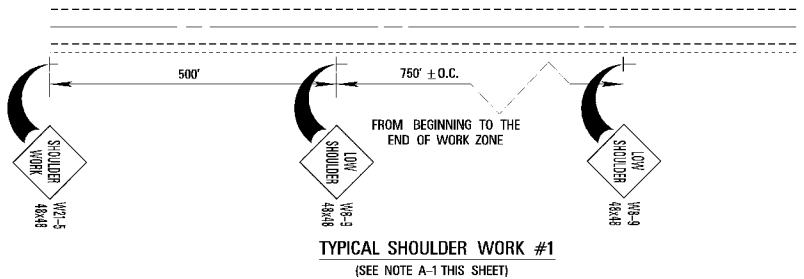 500'
750' ± O.C.
FROM BEGINNING TO THE
END OF WORK ZONE
SHOULDER
WORK
W21-5
48x48
LOW
SHOULDER
W8-9
48x48
LOW
SHOULDER
W8-9
48x48
TYPICAL SHOULDER WORK #1
(SEE NOTE A-1 THIS SHEET)